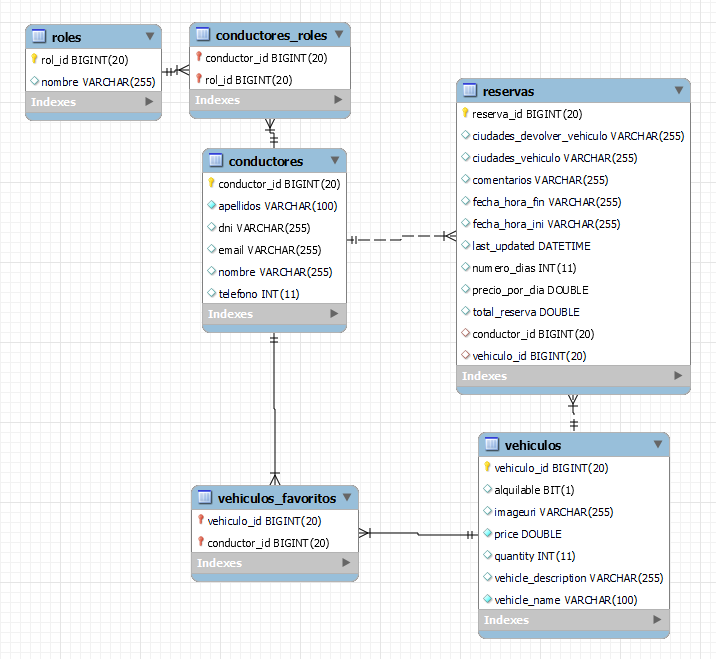 roles
rol_id BIGINT(20)
nombre VARCHAR(255)
Indexes
conductores_roles
conductor_id BIGINT(20)
rol_id BIGINT(20)
Indexes
reservas
reserva_id BIGINT(20)
ciudades_devolver_vehiculo VARCHAR(255)
ciudades_vehiculo VARCHAR(255)
comentarios VARCHAR(255)
fecha_hora_fin VARCHAR(255)
fecha_hora_ini VARCHAR(255)
last_updated DATETIME
numero_dias INT(11)
precio_por_dia DOUBLE
total_reserva DOUBLE
conductor_id BIGINT(20)
vehiculo_id BIGINT(20)
Indexes
conductores
conductor_id BIGINT(20)
apellidos VARCHAR(100)
dni VARCHAR(255)
email VARCHAR(255)
nombre VARCHAR(255)
telefono INT(11)
Indexes
vehiculos_favoritos
vehiculo_id BIGINT(20)
conductor_id BIGINT(20)
Indexes
vehiculos
vehiculo_id BIGINT(20)
alquilable BIT(1)
imageuri VARCHAR(255)
price DOUBLE
quantity INT(11)
vehicle_description VARCHAR(255)
vehicle_name VARCHAR(100)
Indexes